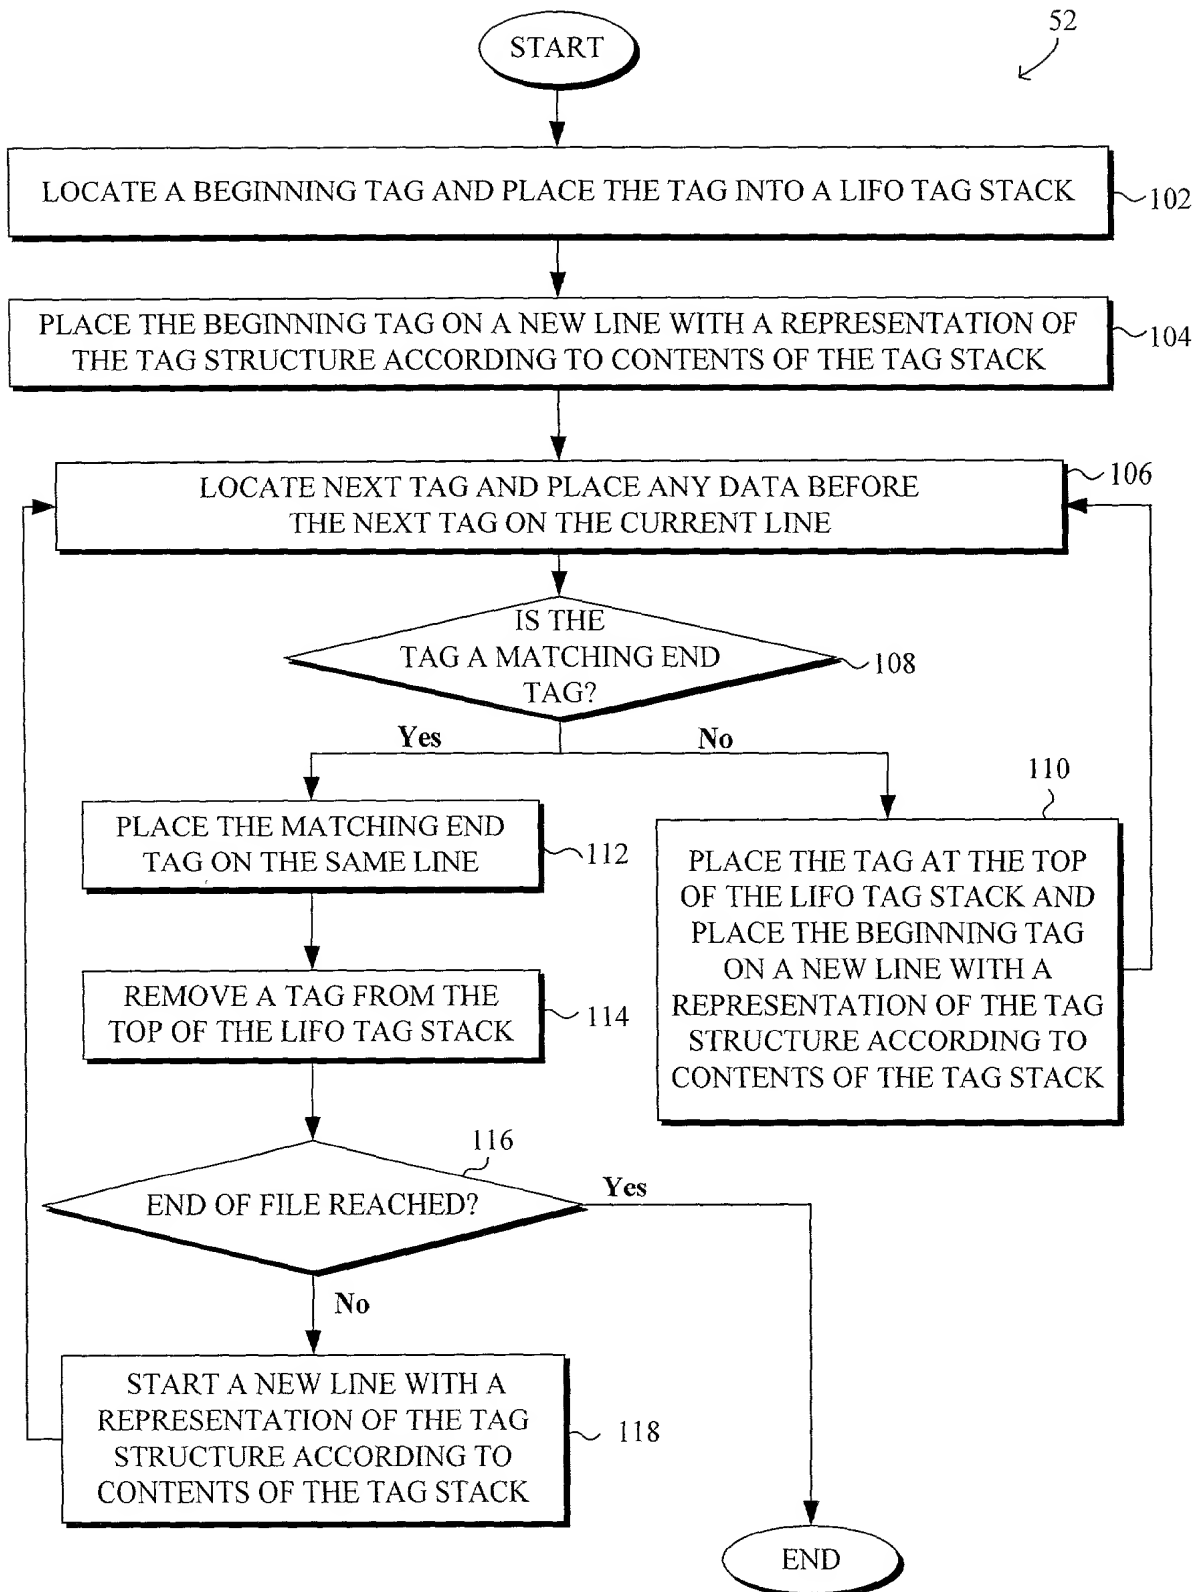 START
52
LOCATE A BEGINNING TAG AND PLACE THE TAG INTO A LIFO TAG STACK
102
PLACE THE BEGINNING TAG ON A NEW LINE WITH A REPRESENTATION OF
THE TAG STRUCTURE ACCORDING TO CONTENTS OF THE TAG STACK
104
LOCATE NEXT TAG AND PLACE ANY DATA BEFORE
THE NEXT TAG ON THE CURRENT LINE
106
IS THE
TAG A MATCHING END
TAG?
108
Yes
No
110
PLACE THE MATCHING END
TAG ON THE SAME LINE
112
PLACE THE TAG AT THE TOP
OF THE LIFO TAG STACK AND
PLACE THE BEGINNING TAG
ON A NEW LINE WITH A
REPRESENTATION OF THE TAG
STRUCTURE ACCORDING TO
CONTENTS OF THE TAG STACK
REMOVE A TAG FROM THE
TOP OF THE LIFO TAG STACK
114
116
END OF FILE REACHED?
Yes
No
START A NEW LINE WITH A
REPRESENTATION OF THE TAG
STRUCTURE ACCORDING TO
CONTENTS OF THE TAG STACK
118
END